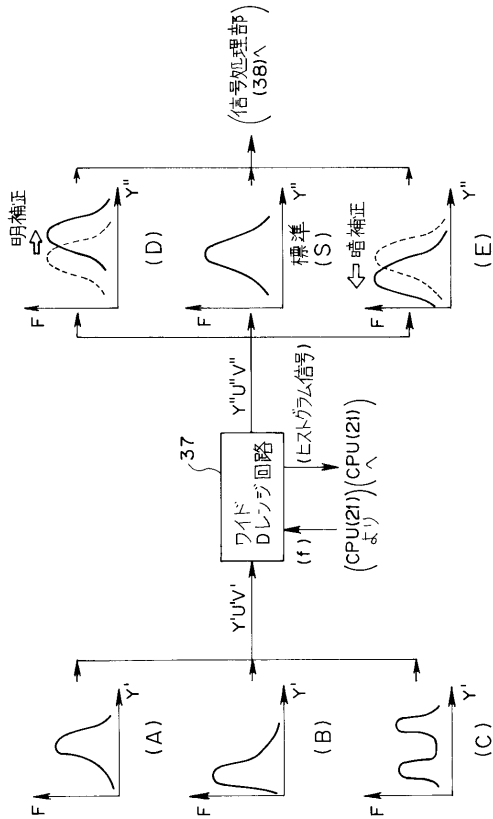 F
Y'
(A)
F
Y'
(B)
F
Y'
(C)
Y'U'V'
37
ワイド
Dレンジ回路
(f)
(CPU(21)より)
(ヒストグラム信号)
(CPU(21)へ)
Y"U"V"
明補正
F
Y"
(D)
F
Y"
標準
(S)
暗補正
F
Y"
(E)
(信号処理部
(38)へ)